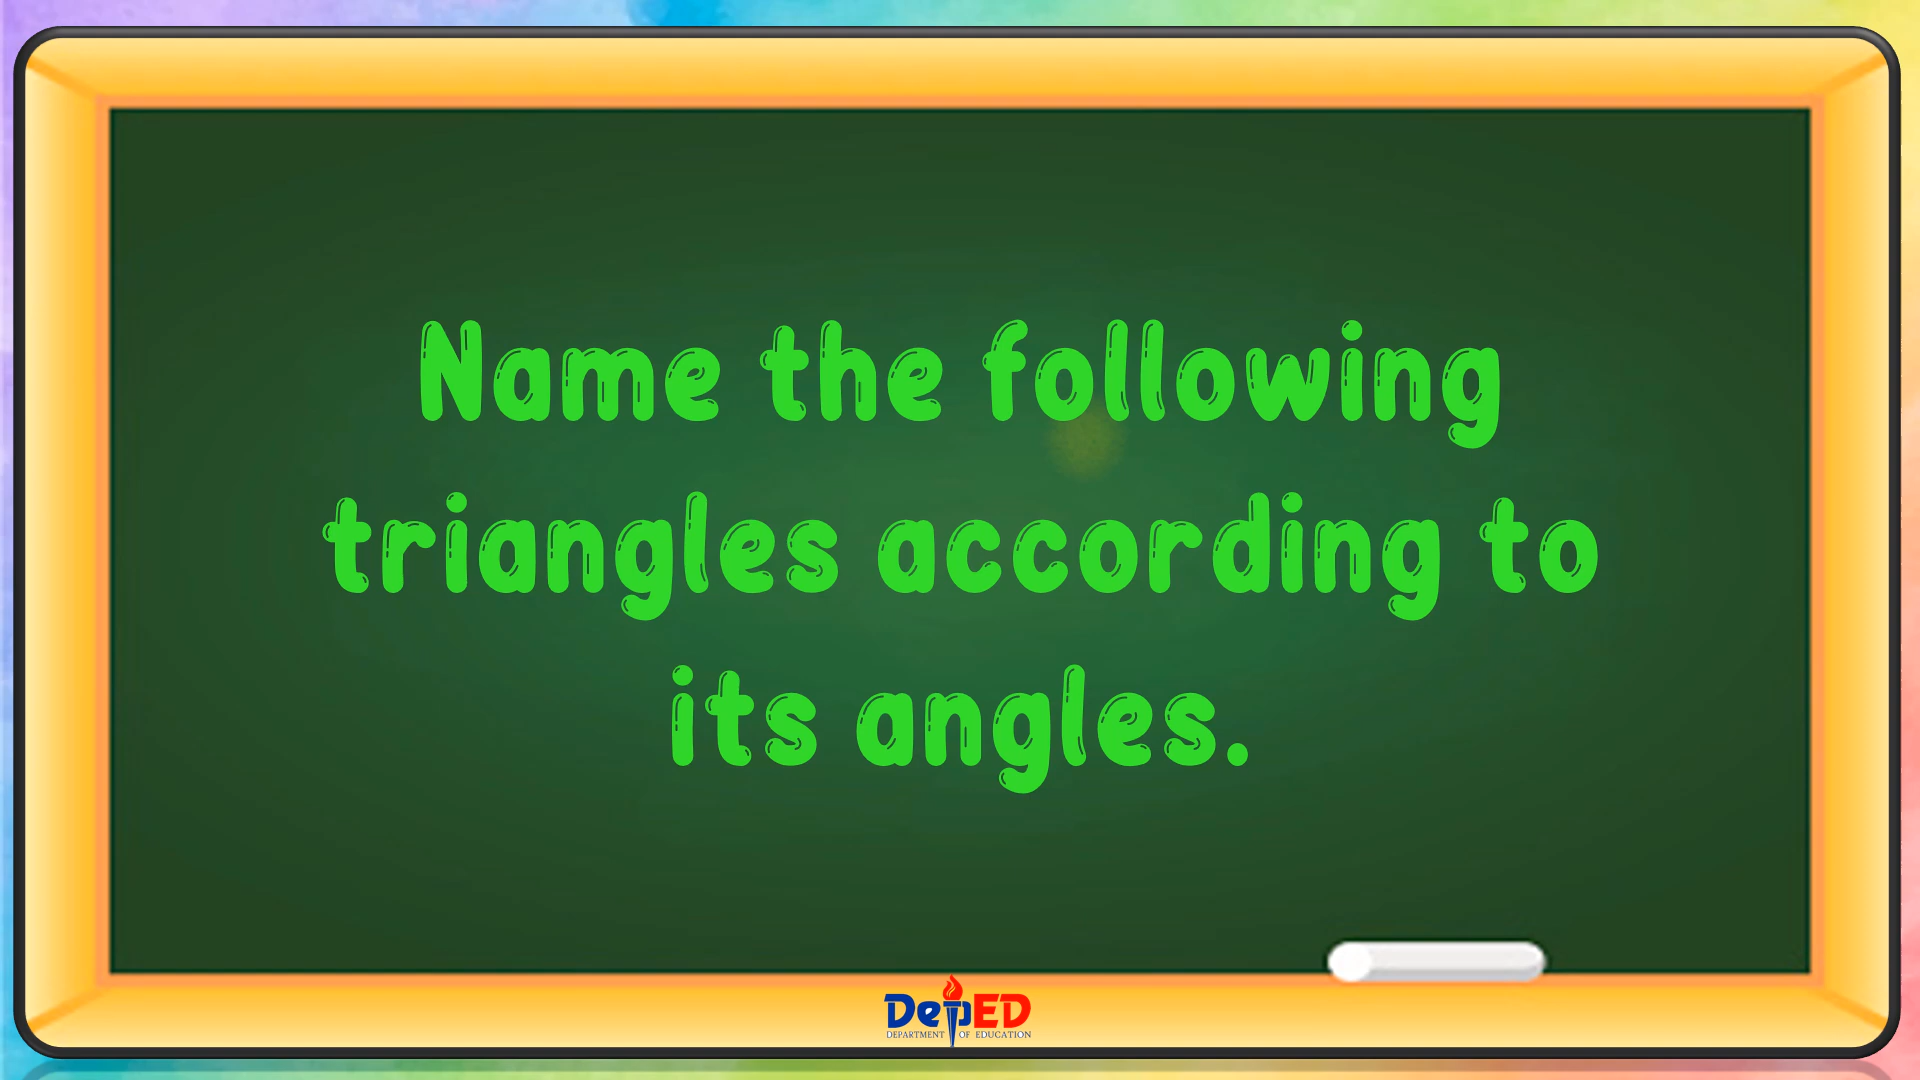 Name the following
triangles according to
its angles.
DepED
DEPARTMENT OF EDUCATION